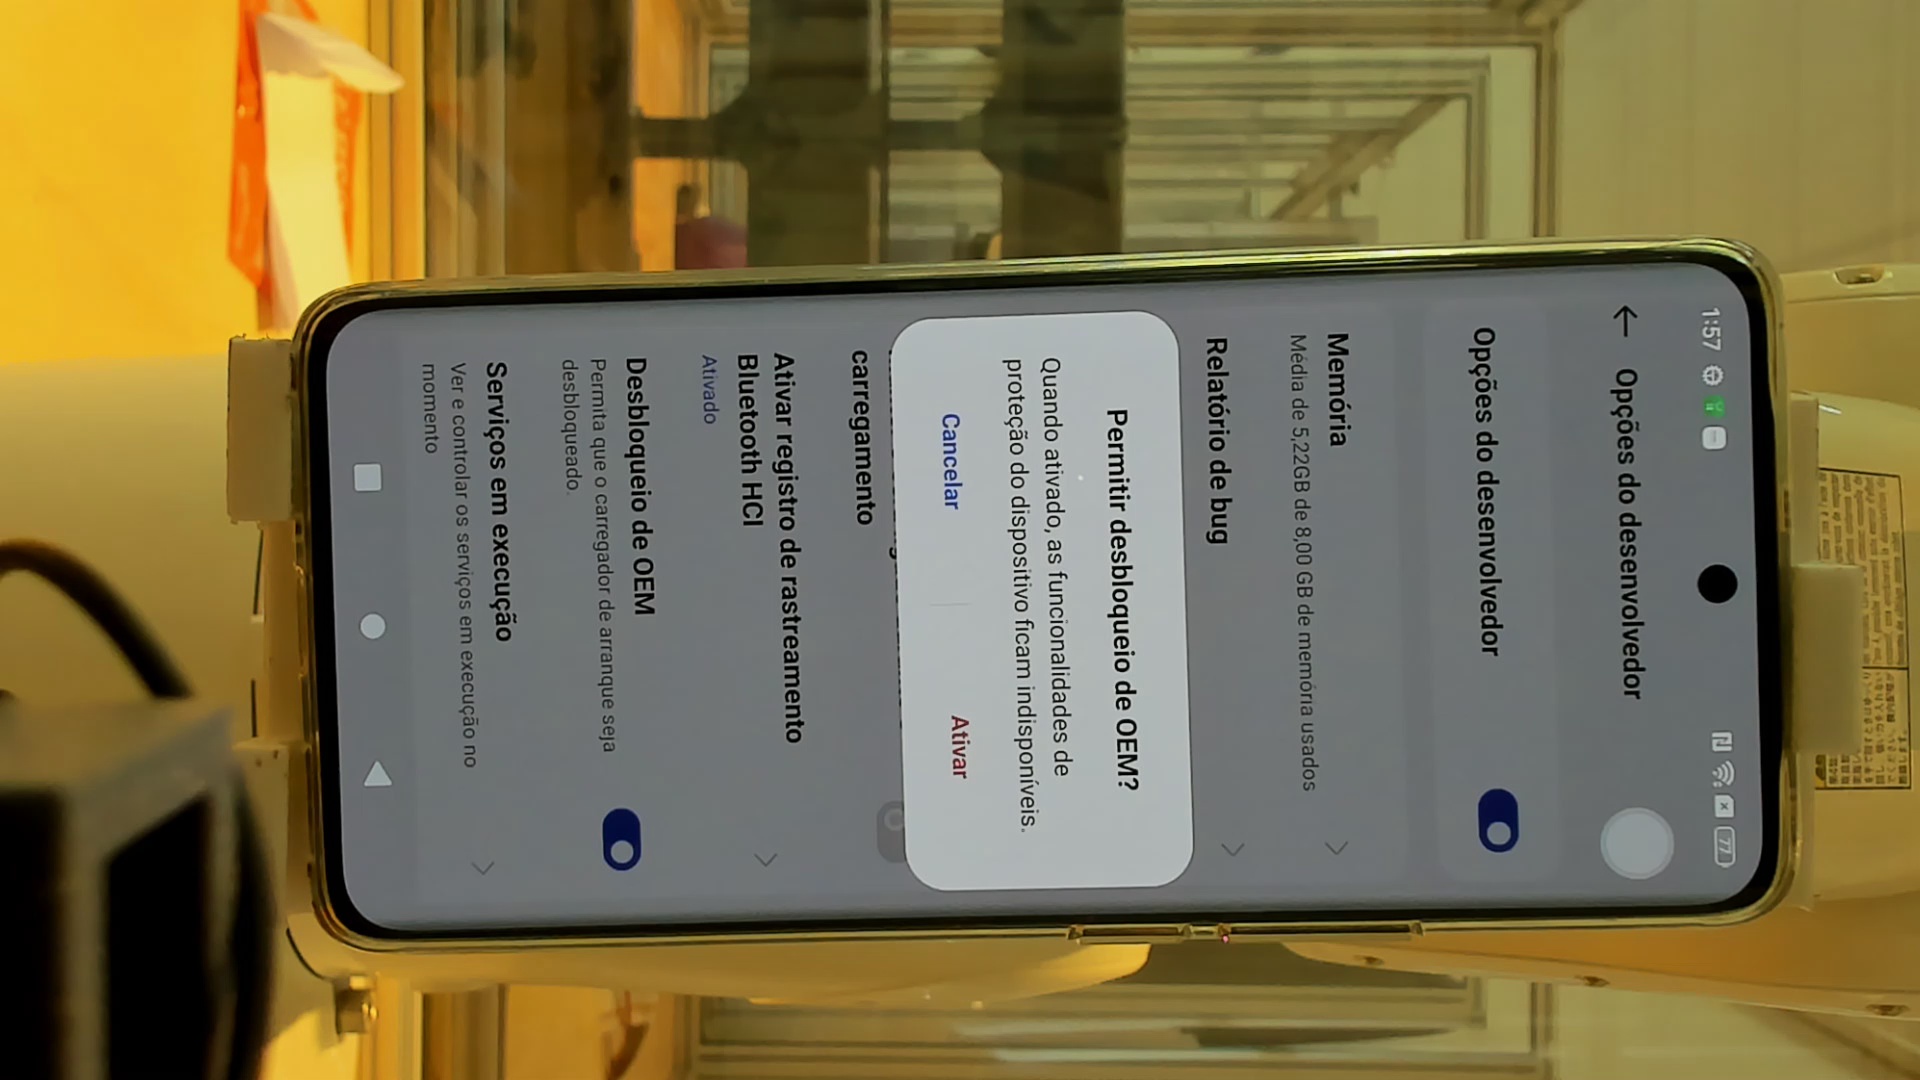 1:57
77
Opções do desenvolvedor
Opções do desenvolvedor
Memória
Média de 5,22GB de 8,00 GB de memória usados
Relatório de bug
Permitir desbloqueio de OEM?
Quando ativado, as funcionalidades de
proteção do dispositivo ficam indisponíveis.
Cancelar
Ativar
carregamento
Ativar registro de rastreamento
Bluetooth HCI
Ativado
Desbloqueio de OEM
Permita que o carregador de arranque seja
desbloqueado.
Serviços em execução
Ver e controlar os serviços em execução no
momento